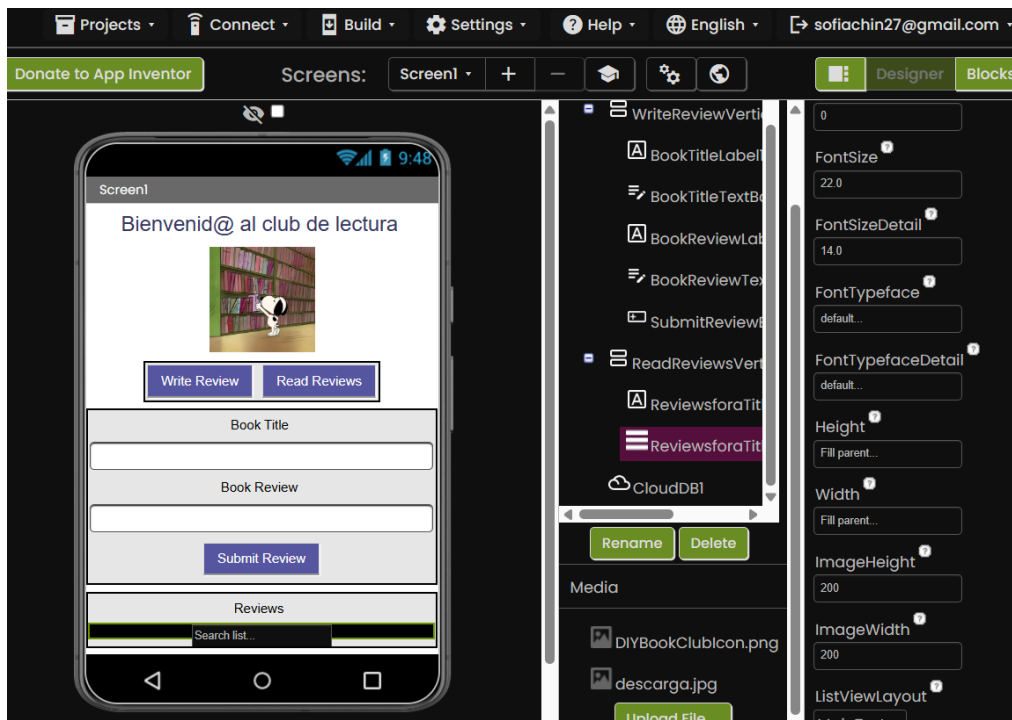 Projects Connect Build Settings Help English sofiachin27@gmail.com
Donate to App Inventor Screens: Screen1 + − Designer Blocks
9:48
Screen1
Bienvenid@ al club de lectura
Write Review Read Reviews
Book Title
Book Review
Submit Review
Reviews
Search list...
WriteReviewVerti
BookTitleLabel1
BookTitleTextBo
BookReviewLab
BookReviewTex
SubmitReviewB
ReadReviewsVert
ReviewsforaTit
ReviewsforaTit
CloudDB1
Rename Delete
Media
DIYBookClubIcon.png
descarga.jpg
Upload File ...
0
FontSize ?
22.0
FontSizeDetail ?
14.0
FontTypeface ?
default...
FontTypefaceDetail ?
default...
Height ?
Fill parent...
Width ?
Fill parent...
ImageHeight ?
200
ImageWidth ?
200
ListViewLayout ?